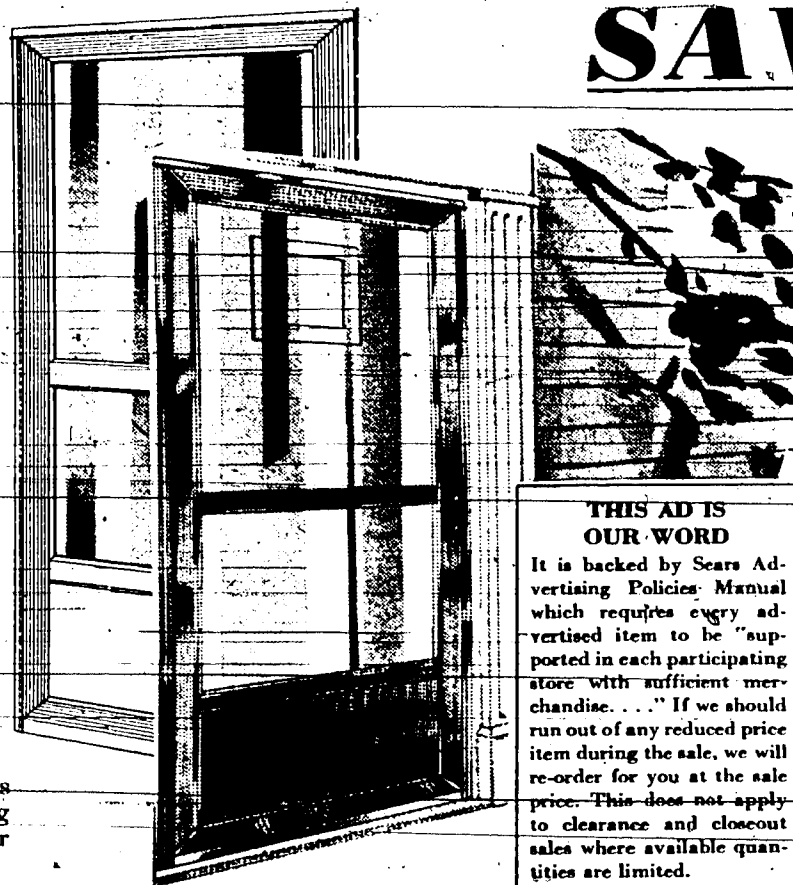 SAV
THIS AD IS
OUR WORD
It is backed by Sears Ad-
vertising Policies Manual
which requires every ad-
vertised item to be "sup-
ported in each participating
store with sufficient mer-
chandise. . . ." If we should
run out of any reduced price
item during the sale, we will
re-order for you at the sale
price. This does not apply
to clearance and closeout
sales where available quan-
tities are limited.
s
g
r